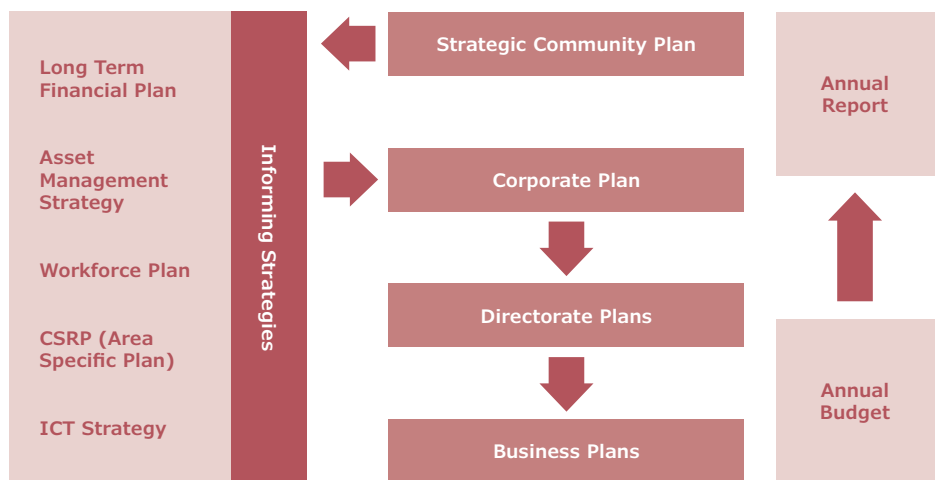 Long Term
Financial Plan
Asset
Management
Strategy
Workforce Plan
CSRP (Area
Specific Plan)
ICT Strategy
Informing Strategies
Strategic Community Plan
Corporate Plan
Directorate Plans
Business Plans
Annual
Report
Annual
Budget